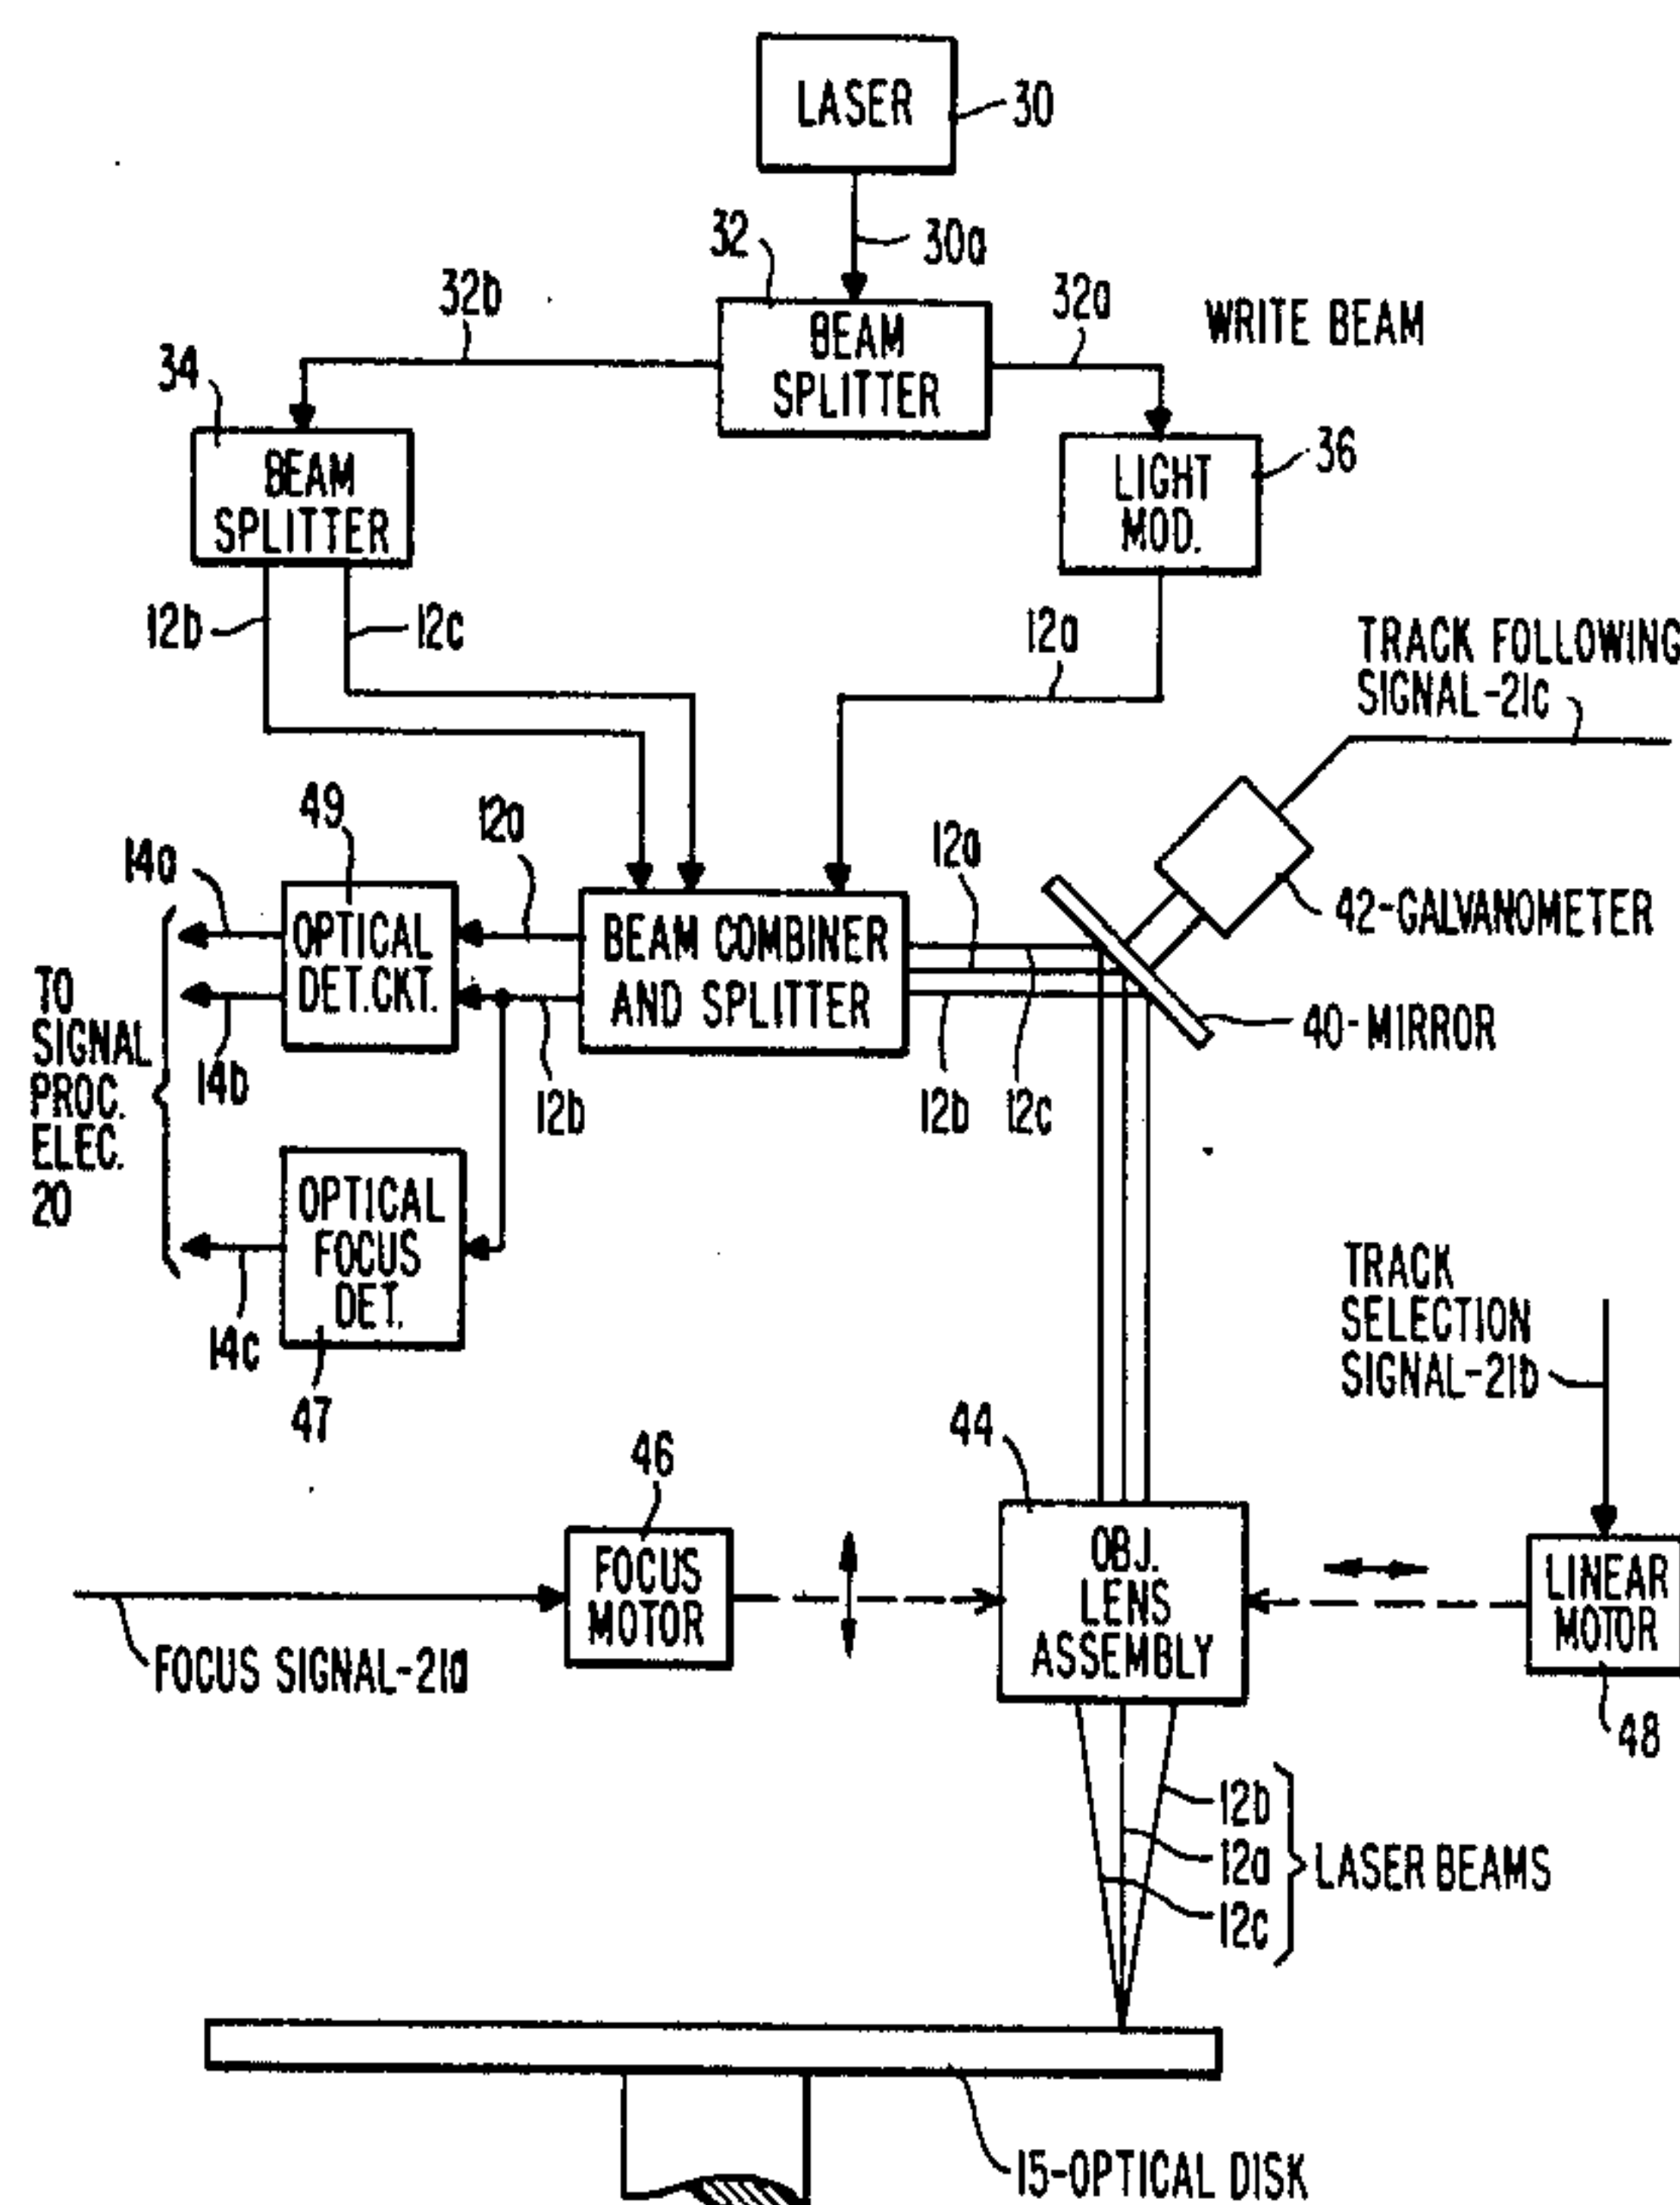 LASER
30
30a
32
32b
32a
WRITE BEAM
BEAM
SPLITTER
34
BEAM
SPLITTER
36
LIGHT
MOD.
12b
12c
12a
TRACK FOLLOWING
SIGNAL-21c
49
12a
12a
14a
OPTICAL
DET.CKT.
BEAM COMBINER
AND SPLITTER
42-GALVANOMETER
40-MIRROR
TO
SIGNAL
PROC.
ELEC.
20
14b
12b
12b
12c
OPTICAL
FOCUS
DET.
14c
47
TRACK
SELECTION
SIGNAL-21b
44
46
FOCUS
MOTOR
OBJ.
LENS
ASSEMBLY
LINEAR
MOTOR
FOCUS SIGNAL-21a
48
12b
12a
12c
LASER BEAMS
15-OPTICAL DISK